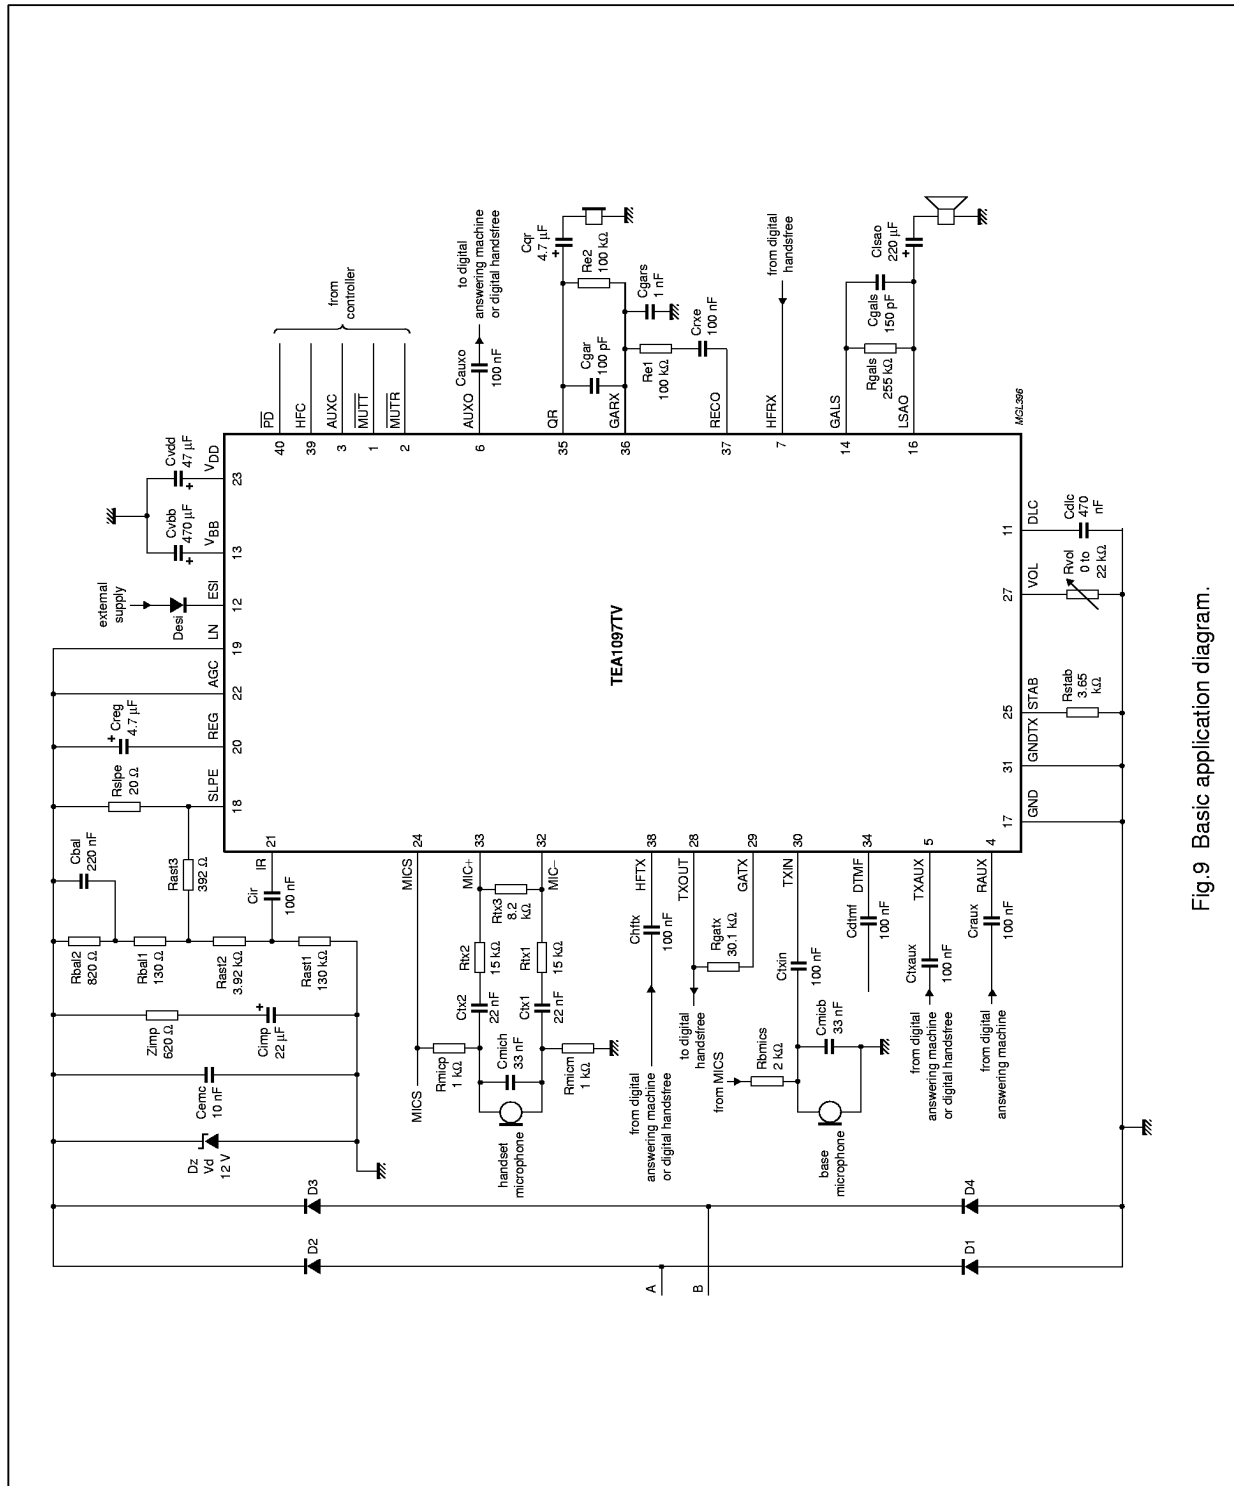 from
controller
PD
HFC
AUXC
MUTT
MUTR
40
39
3
1
2
Cauxo
100 nF
to digital
answering machine
or digital handsfree
AUXO
6
Cqr
4.7 μF
Re2
100 kΩ
Cgar
100 pF
Cgars
1 nF
Re1
100 kΩ
Crxe
100 nF
QR
GARX
RECO
35
36
37
from digital
handsfree
HFRX
7
Clsao
220 μF
Cgals
150 pF
Rgals
255 kΩ
GALS
LSAO
14
16
MGL396
Cvdd
47 μF
VDD
23
Cvbb
470 μF
VBB
13
external
supply
Desi
ESI
12
LN
19
AGC
22
Creg
4.7 μF
REG
20
Rslpe
20 Ω
SLPE
18
TEA1097TV
11
DLC
Cdlc
470
nF
27
VOL
Rvol
0 to
22 kΩ
25
STAB
Rstab
3.65
kΩ
31
GNDTX
17
GND
Cbal
220 nF
Rast3
392 Ω
Cir
100 nF
IR
21
Rbal2
820 Ω
Rbal1
130 Ω
Rast2
3.92 kΩ
Rast1
130 kΩ
Zimp
620 Ω
Cimp
22 μF
Cemc
10 nF
Dz
Vd
12 V
MICS
24
MICS
MIC+
33
MIC−
32
Rtx3
8.2
kΩ
Rtx2
15 kΩ
Rtx1
15 kΩ
Ctx2
22 nF
Ctx1
22 nF
Rmicp
1 kΩ
Cmich
33 nF
Rmicm
1 kΩ
handset
microphone
38
HFTX
Chftx
100 nF
from digital
answering machine
or digital handsfree
28
TXOUT
29
GATX
Rgatx
30.1 kΩ
to digital
handsfree
30
TXIN
Ctxin
100 nF
from MICS
Rbmics
2 kΩ
Cmicb
33 nF
base
microphone
34
DTMF
Cdtmf
100 nF
5
TXAUX
Ctxaux
100 nF
from digital
answering machine
or digital handsfree
4
RAUX
Craux
100 nF
from digital
answering machine
D3
D2
D4
D1
A
B
Fig.9 Basic application diagram.